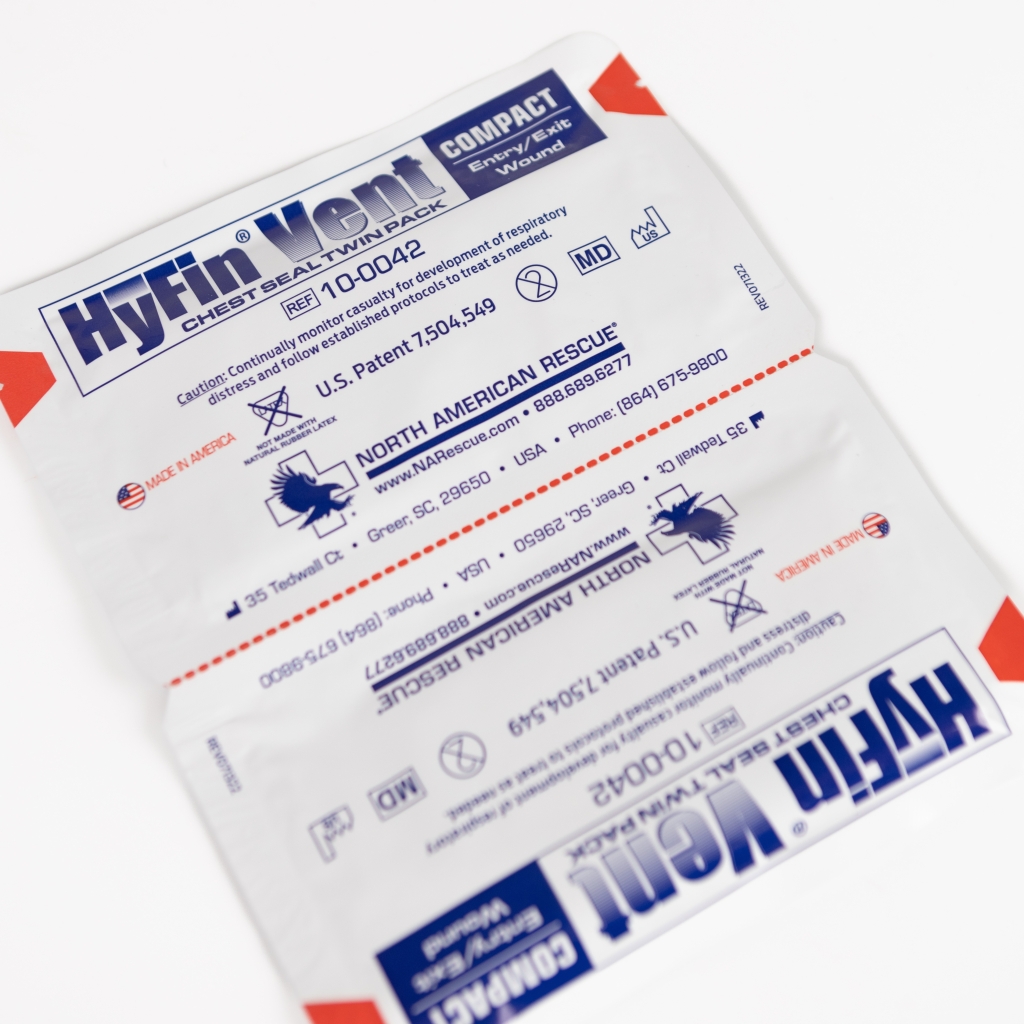 HyFin® Vent
CHEST SEAL TWIN PACK
COMPACT
Entry/Exit
Wound
REF 10-0042
Caution: Continually monitor casualty for development of respiratory
distress and follow established protocols to treat as needed.
LATEX
NOT MADE WITH
NATURAL RUBBER LATEX
U.S. Patent 7,504,549
2
MD
US
REV071322
MADE IN AMERICA
NORTH AMERICAN RESCUE®
www.NARescue.com • 888.689.6277
35 Tedwall Ct • Greer, SC, 29650 • USA • Phone: (864) 675-9800
35 Tedwall Ct • Greer, SC, 29650 • USA • Phone: (864) 675-9800
www.NARescue.com • 888.689.6277
NORTH AMERICAN RESCUE®
MADE IN AMERICA
NOT MADE WITH
NATURAL RUBBER LATEX
U.S. Patent 7,504,549
2
MD
US
Caution: Continually monitor casualty for development of respiratory
distress and follow established protocols to treat as needed.
REF 10-0042
CHEST SEAL TWIN PACK
HyFin® Vent
COMPACT
Entry/Exit
Wound